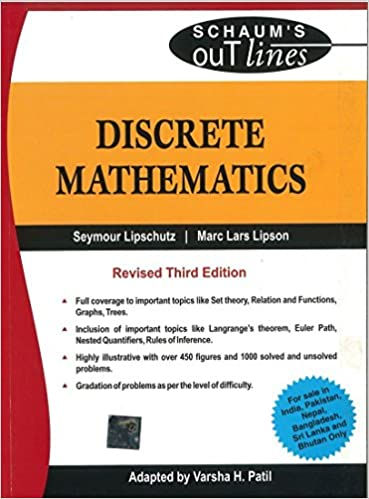 SCHAUM'S
ouTlines
DISCRETE
MATHEMATICS
Seymour Lipschutz | Marc Lars Lipson
Revised Third Edition
Full coverage to important topics like Set theory, Relation and Functions,
Graphs, Trees.
Inclusion of important topics like Langrange's theorem, Euler Path,
Nested Quantifiers, Rules of Inference.
Highly illustrative with over 450 figures and 1000 solved and unsolved
problems.
Gradation of problems as per the level of difficulty.
For sale in
India, Pakistan,
Nepal,
Bangladesh,
Sri Lanka and
Bhutan Only
Adapted by Varsha H. Patil